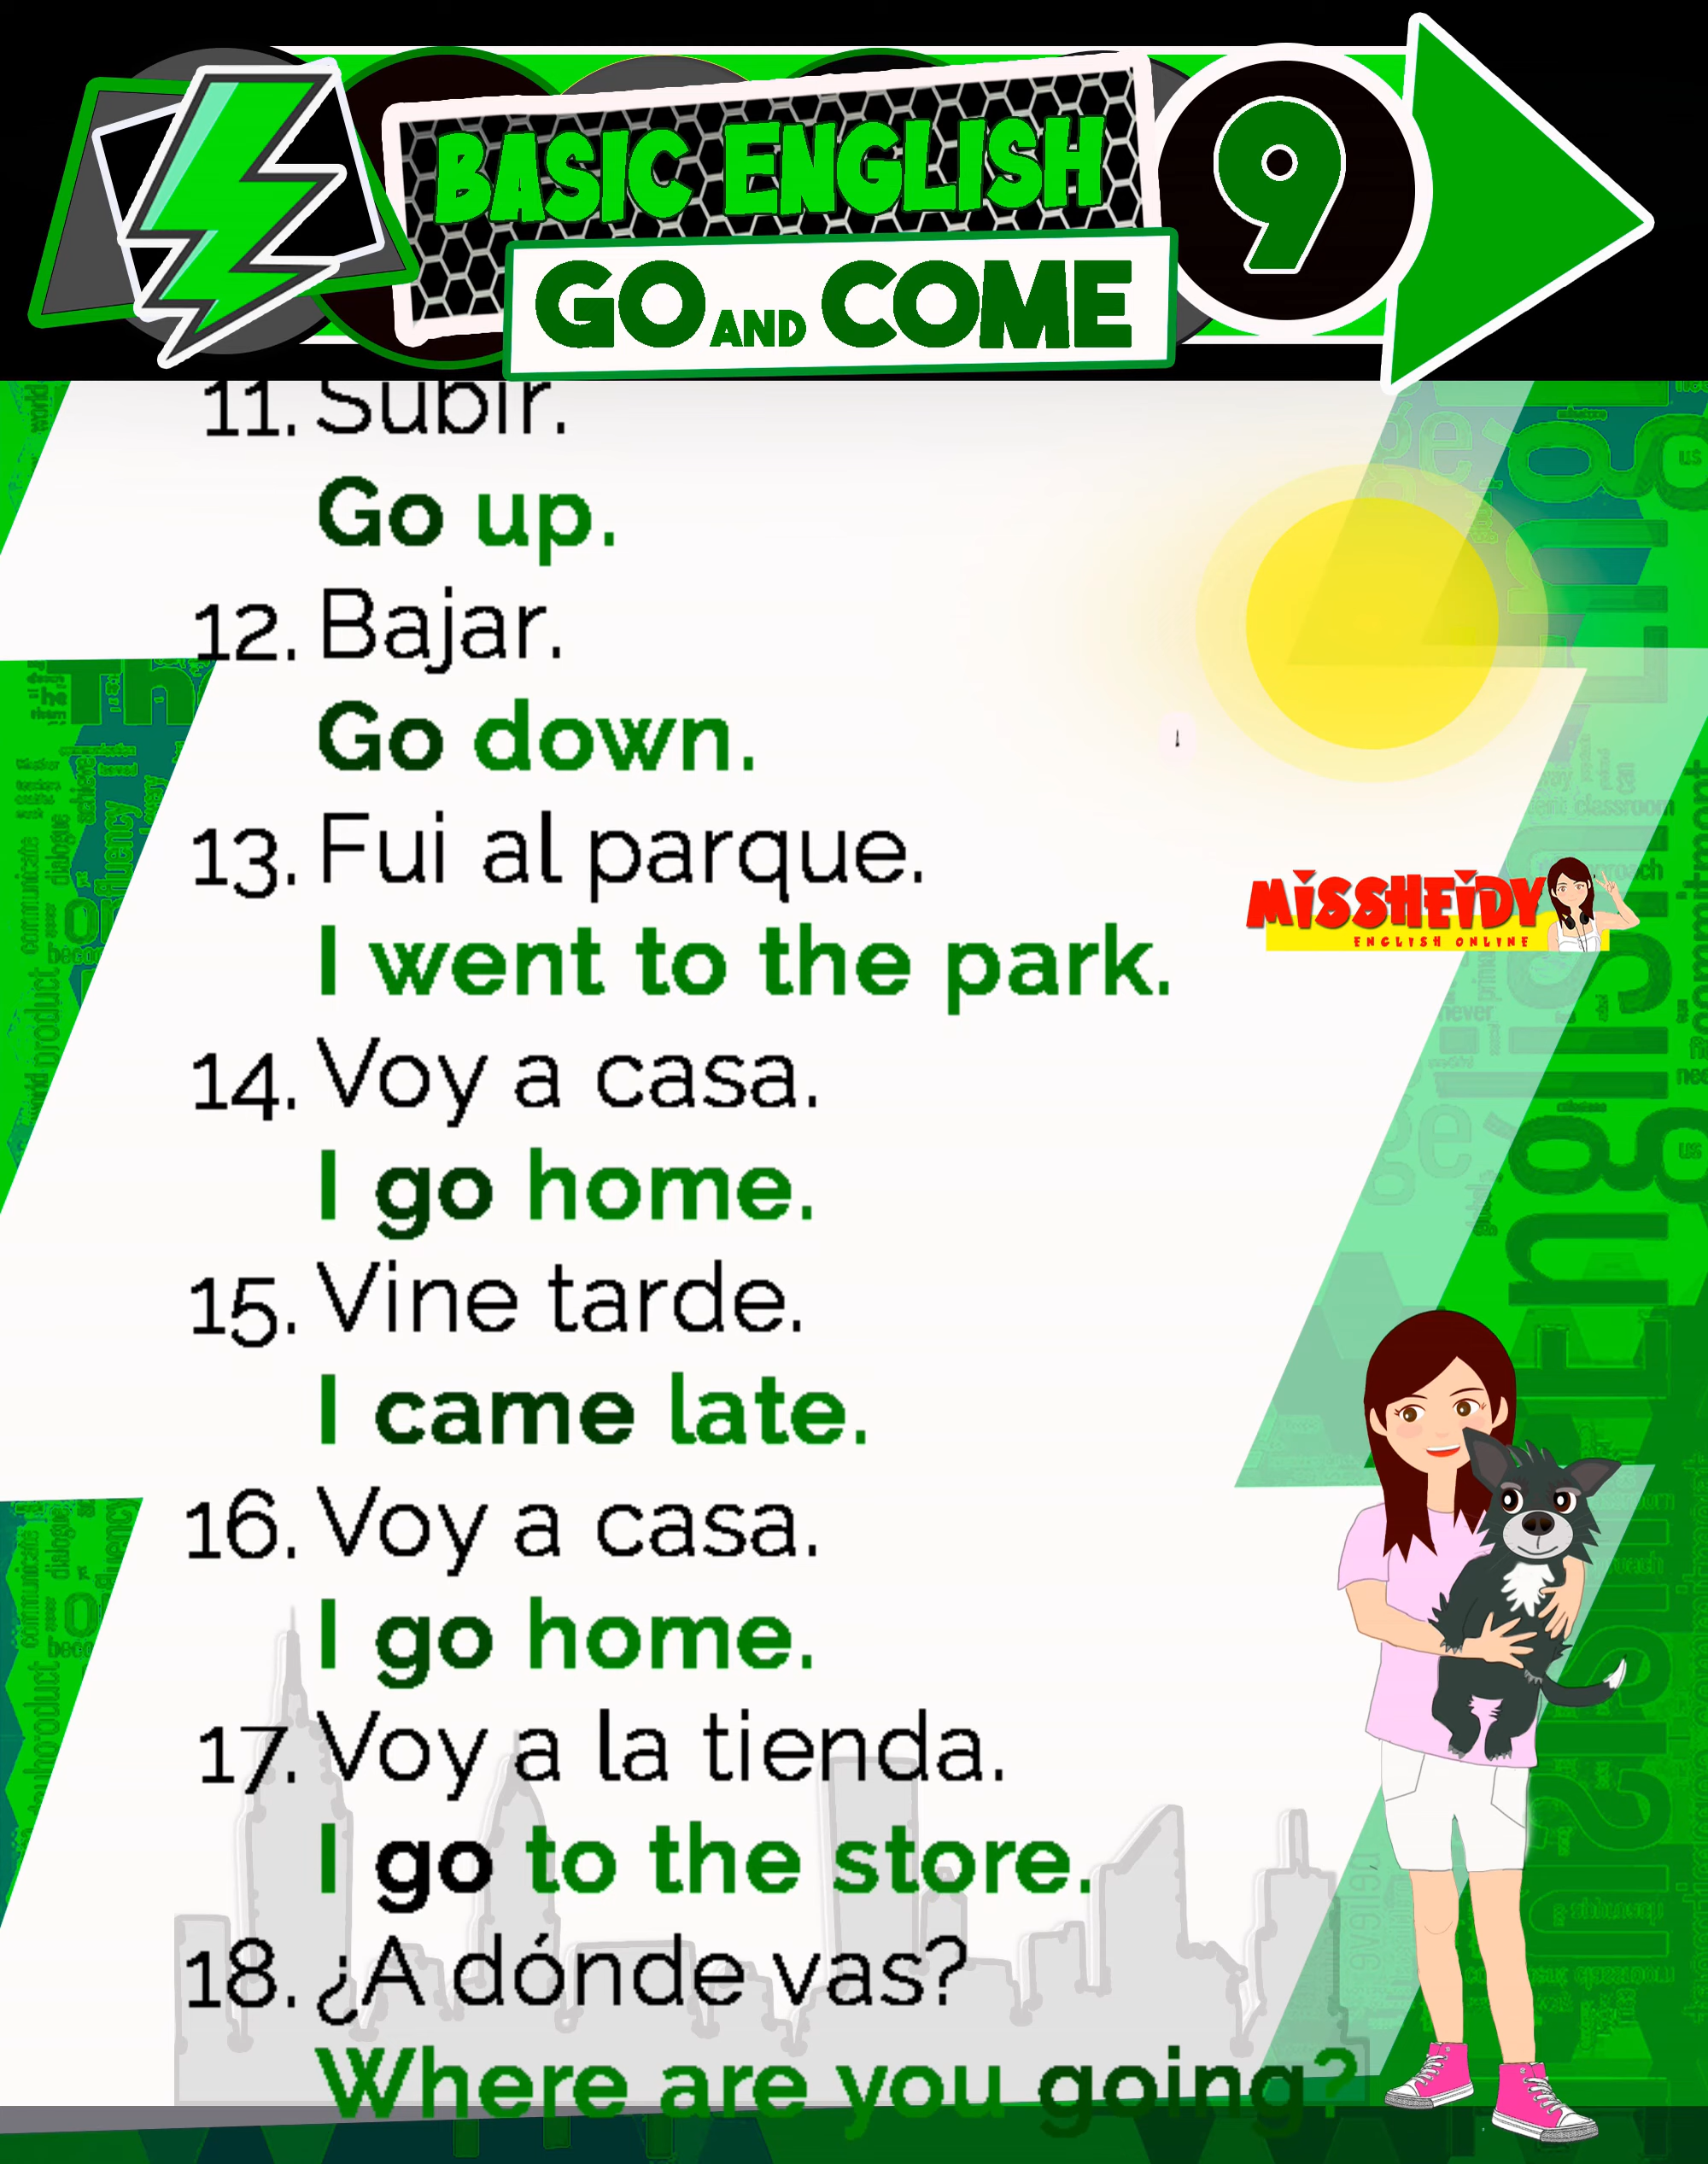 BASIC ENGLISH
9
GO AND COME
11. Subir.
Go up.
12. Bajar.
Go down.
13. Fui al parque.
I went to the park.
MiSSHEiDY
ENGLISH ONLINE
14. Voy a casa.
I go home.
15. Vine tarde.
I came late.
16. Voy a casa.
I go home.
17. Voy a la tienda.
I go to the store.
18. ¿A dónde vas?
Where are you going?